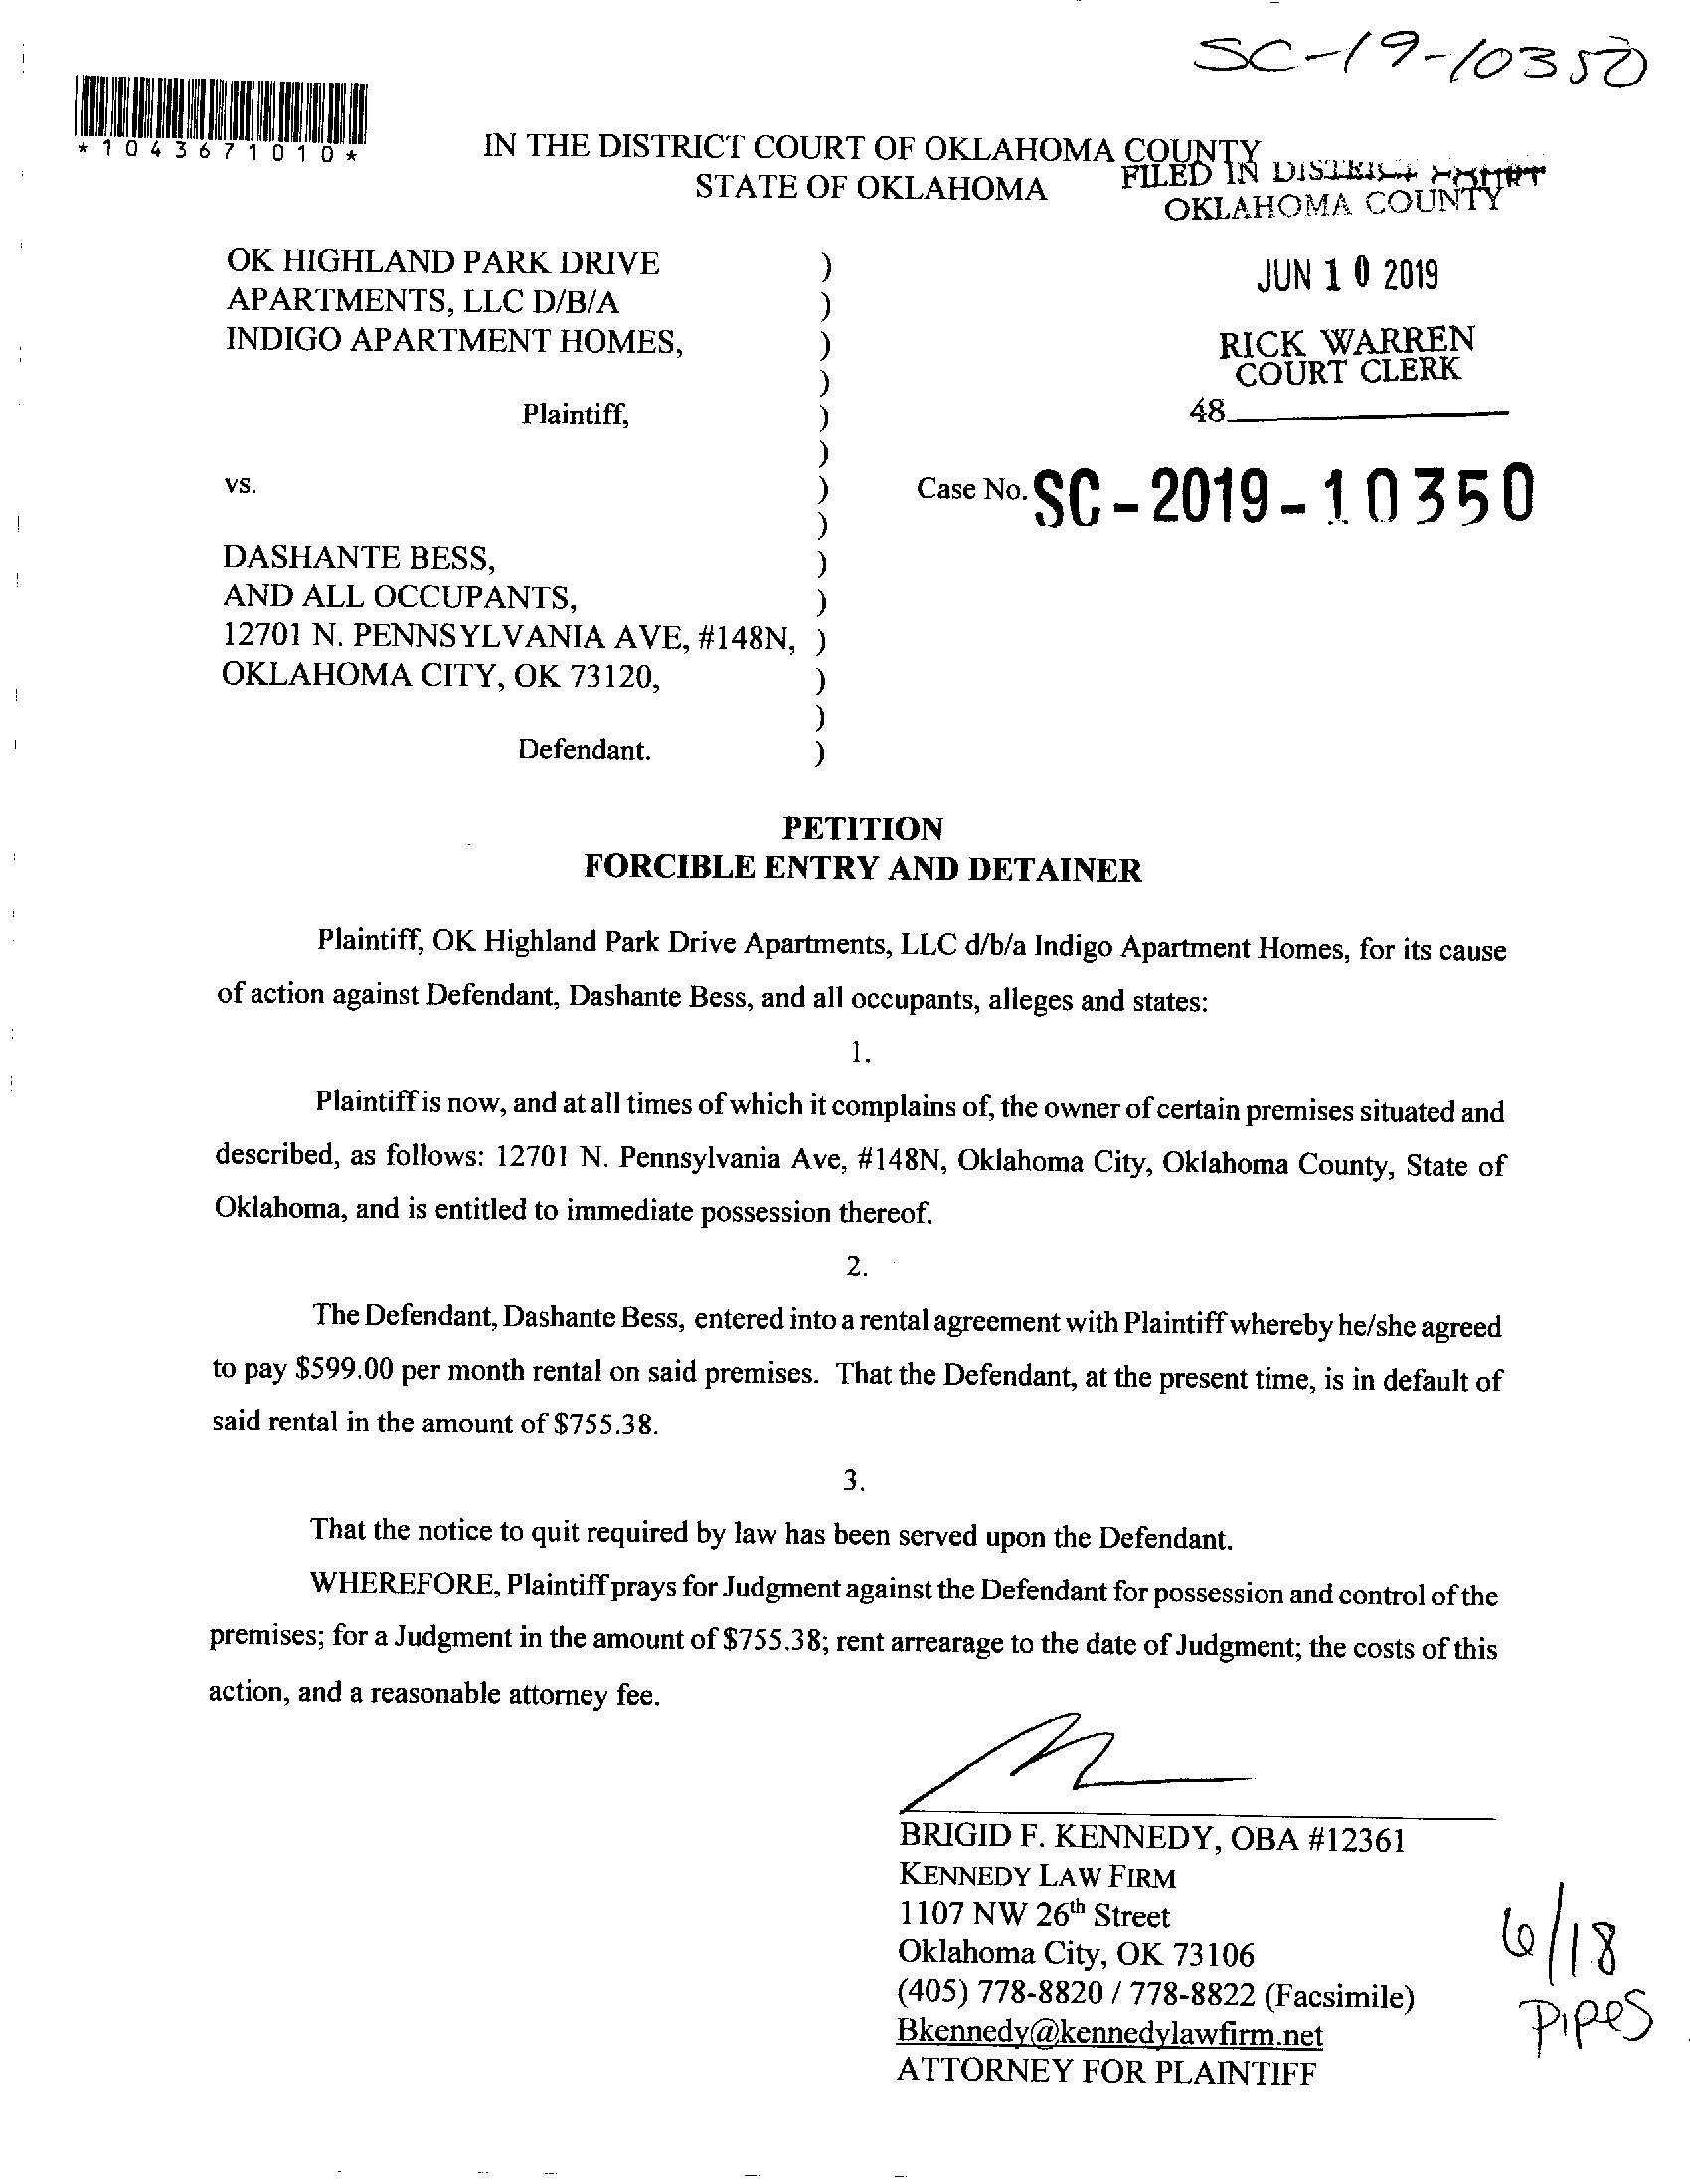 SC-19-10350
*1043671010*
IN THE DISTRICT COURT OF OKLAHOMA COUNTY
STATE OF OKLAHOMA
FILED IN DISTRICT COURT
OKLAHOMA COUNTY
JUN 10 2019
RICK WARREN
COURT CLERK
48
OK HIGHLAND PARK DRIVE )
APARTMENTS, LLC D/B/A )
INDIGO APARTMENT HOMES, )
)
Plaintiff, )
)
vs. ) Case No. SC-2019-10350
)
DASHANTE BESS, )
AND ALL OCCUPANTS, )
12701 N. PENNSYLVANIA AVE, #148N, )
OKLAHOMA CITY, OK 73120, )
)
Defendant. )
PETITION
FORCIBLE ENTRY AND DETAINER
Plaintiff, OK Highland Park Drive Apartments, LLC d/b/a Indigo Apartment Homes, for its cause
of action against Defendant, Dashante Bess, and all occupants, alleges and states:
1.
Plaintiff is now, and at all times of which it complains of, the owner of certain premises situated and
described, as follows: 12701 N. Pennsylvania Ave, #148N, Oklahoma City, Oklahoma County, State of
Oklahoma, and is entitled to immediate possession thereof.
2.
The Defendant, Dashante Bess, entered into a rental agreement with Plaintiff whereby he/she agreed
to pay $599.00 per month rental on said premises. That the Defendant, at the present time, is in default of
said rental in the amount of $755.38.
3.
That the notice to quit required by law has been served upon the Defendant.
WHEREFORE, Plaintiff prays for Judgment against the Defendant for possession and control of the
premises; for a Judgment in the amount of $755.38; rent arrearage to the date of Judgment; the costs of this
action, and a reasonable attorney fee.
BRIGID F. KENNEDY, OBA #12361
KENNEDY LAW FIRM
1107 NW 26th Street
Oklahoma City, OK 73106
(405) 778-8820 / 778-8822 (Facsimile)
Bkennedy@kennedylawfirm.net
ATTORNEY FOR PLAINTIFF
6/18
Pipes